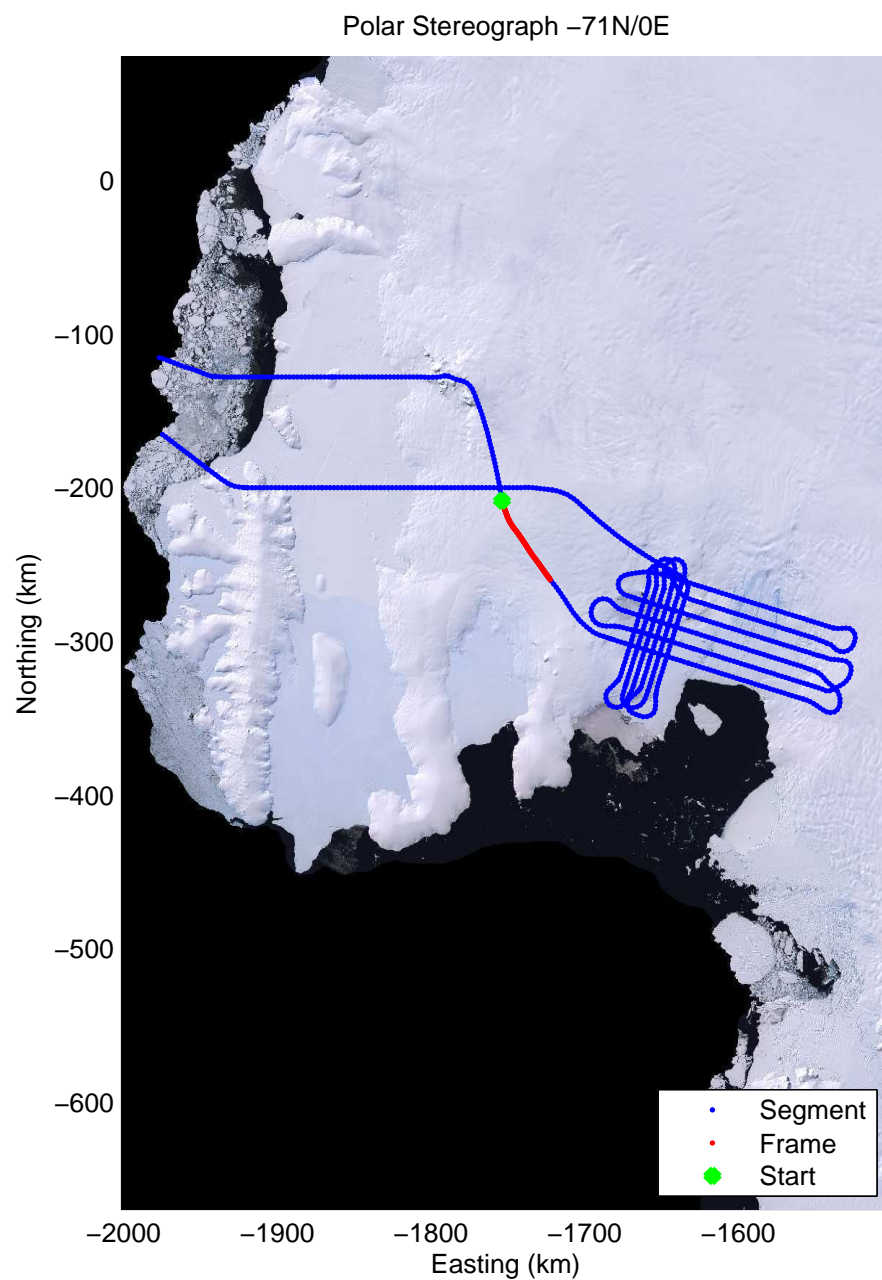 Polar Stereograph −71N/0E
0
−100
−200
−300
−400
−500
−600
Northing (km)
Segment
Frame
Start
−2000 −1900 −1800 −1700 −1600
Easting (km)